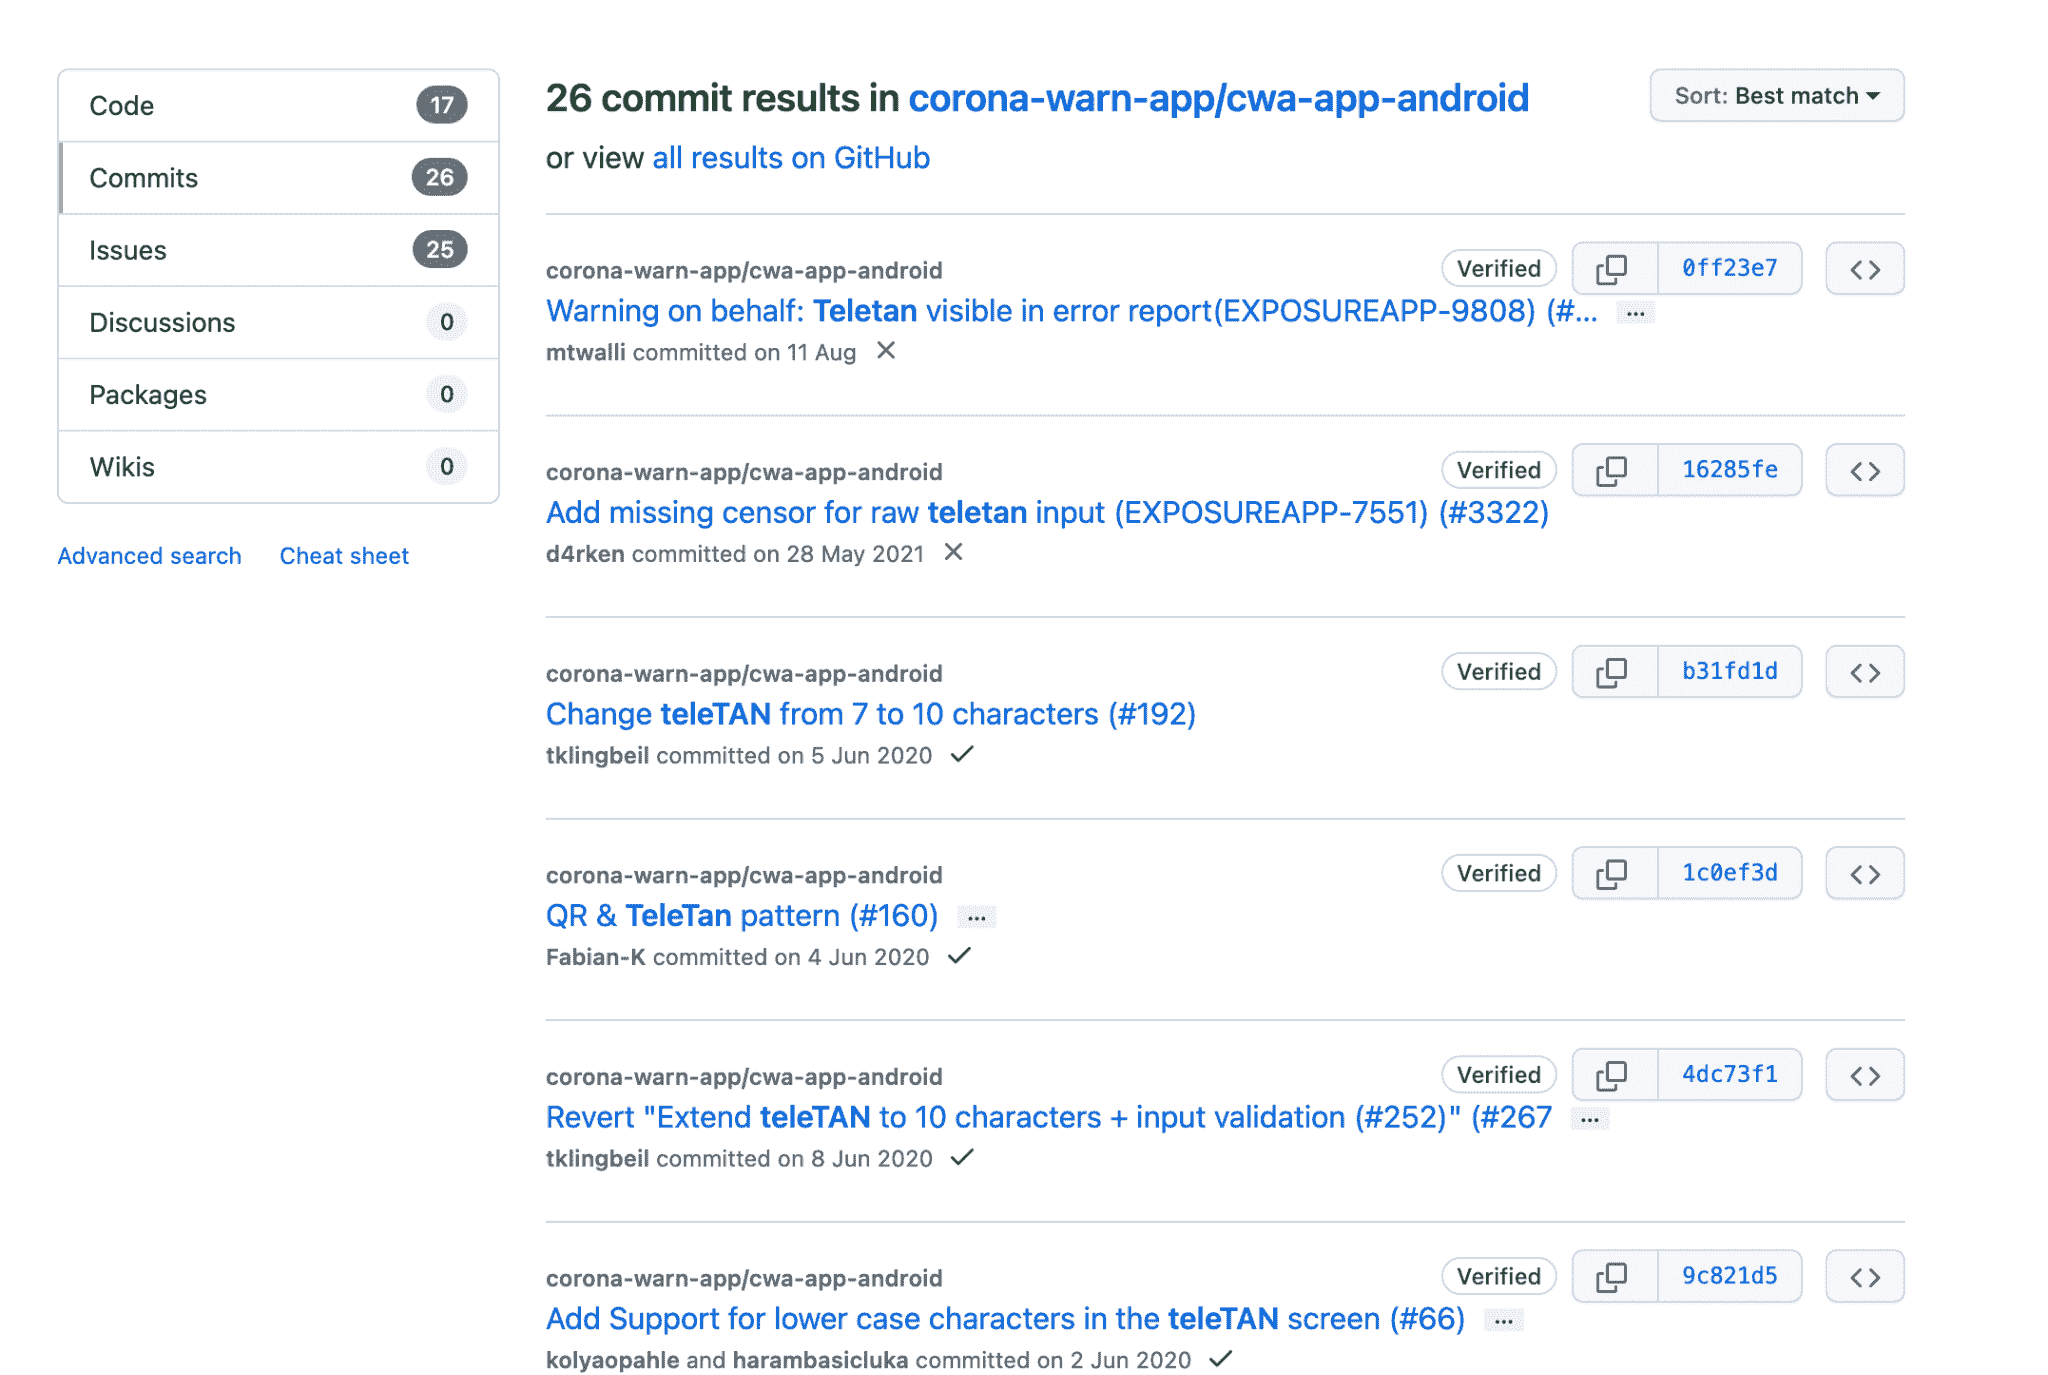 Code 17
Commits 26
Issues 25
Discussions 0
Packages 0
Wikis 0
Advanced search Cheat sheet
26 commit results in corona-warn-app/cwa-app-android
Sort: Best match
or view all results on GitHub
corona-warn-app/cwa-app-android
Verified 0ff23e7
Warning on behalf: Teletan visible in error report(EXPOSUREAPP-9808) (#... …
mtwalli committed on 11 Aug
corona-warn-app/cwa-app-android
Verified 16285fe
Add missing censor for raw teletan input (EXPOSUREAPP-7551) (#3322)
d4rken committed on 28 May 2021
corona-warn-app/cwa-app-android
Verified b31fd1d
Change teleTAN from 7 to 10 characters (#192)
tklingbeil committed on 5 Jun 2020
corona-warn-app/cwa-app-android
Verified 1c0ef3d
QR & TeleTan pattern (#160) …
Fabian-K committed on 4 Jun 2020
corona-warn-app/cwa-app-android
Verified 4dc73f1
Revert "Extend teleTAN to 10 characters + input validation (#252)" (#267 …
tklingbeil committed on 8 Jun 2020
corona-warn-app/cwa-app-android
Verified 9c821d5
Add Support for lower case characters in the teleTAN screen (#66) …
kolyaopahle and harambasicluka committed on 2 Jun 2020